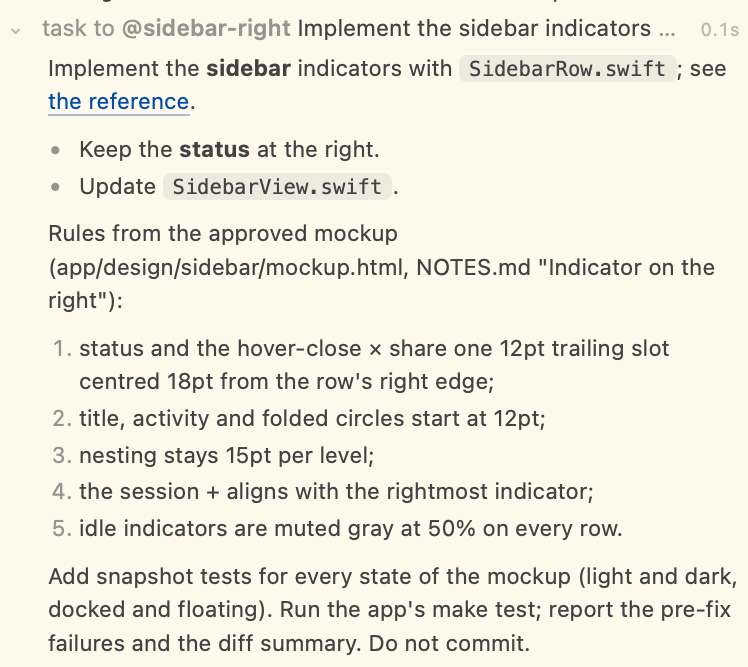 task to @sidebar-right Implement the sidebar indicators ... 0.1s
Implement the sidebar indicators with SidebarRow.swift; see
the reference.
• Keep the status at the right.
• Update SidebarView.swift.
Rules from the approved mockup
(app/design/sidebar/mockup.html, NOTES.md "Indicator on the
right"):
1. status and the hover-close × share one 12pt trailing slot
centred 18pt from the row's right edge;
2. title, activity and folded circles start at 12pt;
3. nesting stays 15pt per level;
4. the session + aligns with the rightmost indicator;
5. idle indicators are muted gray at 50% on every row.
Add snapshot tests for every state of the mockup (light and dark,
docked and floating). Run the app's make test; report the pre-fix
failures and the diff summary. Do not commit.